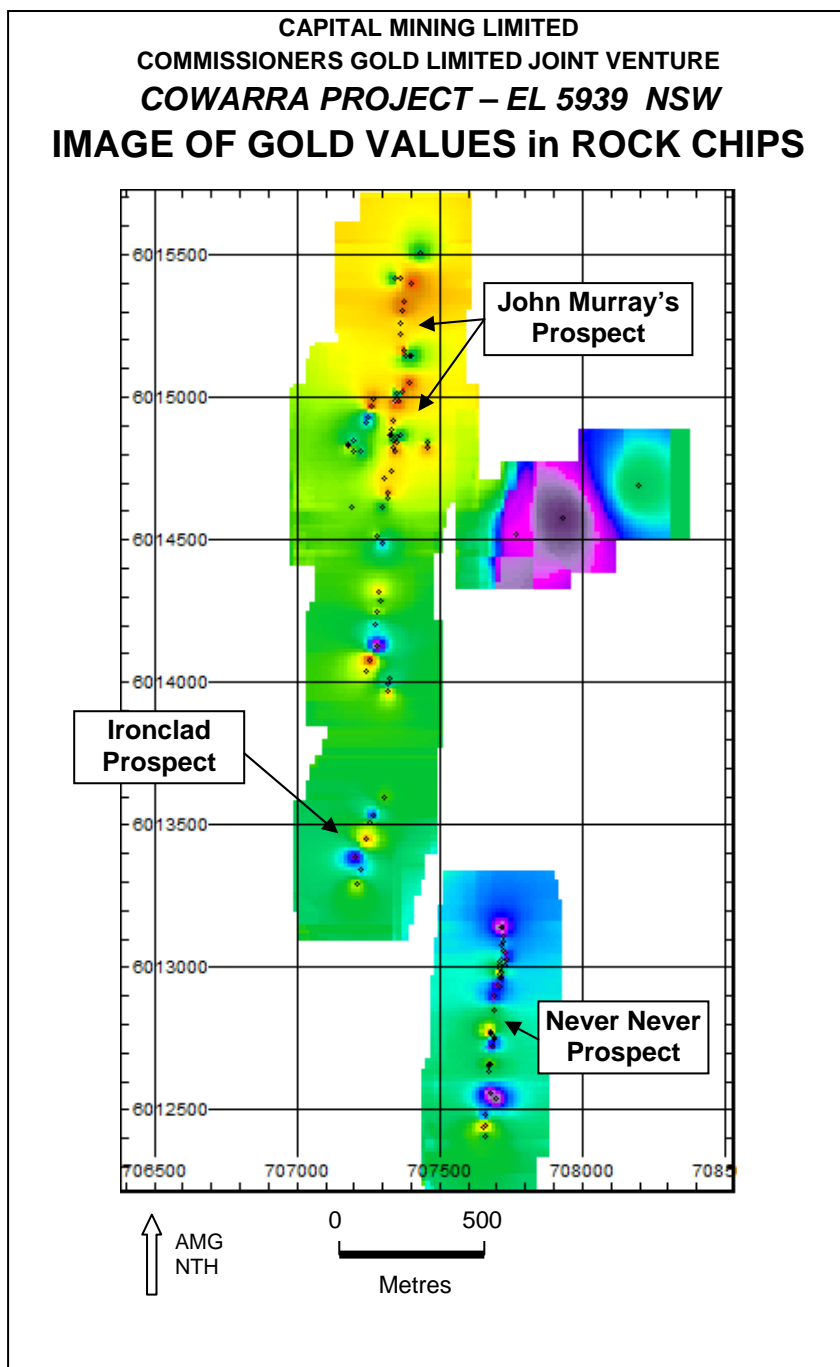 CAPITAL MINING LIMITED
COMMISSIONERS GOLD LIMITED JOINT VENTURE
COWARRA PROJECT – EL 5939 NSW
IMAGE OF GOLD VALUES in ROCK CHIPS
6015500
John Murray's
Prospect
6015000
6014500
6014000
Ironclad
Prospect
6013500
6013000
Never Never
Prospect
6012500
706500 707000 707500 708000
0 500
AMG
NTH
Metres